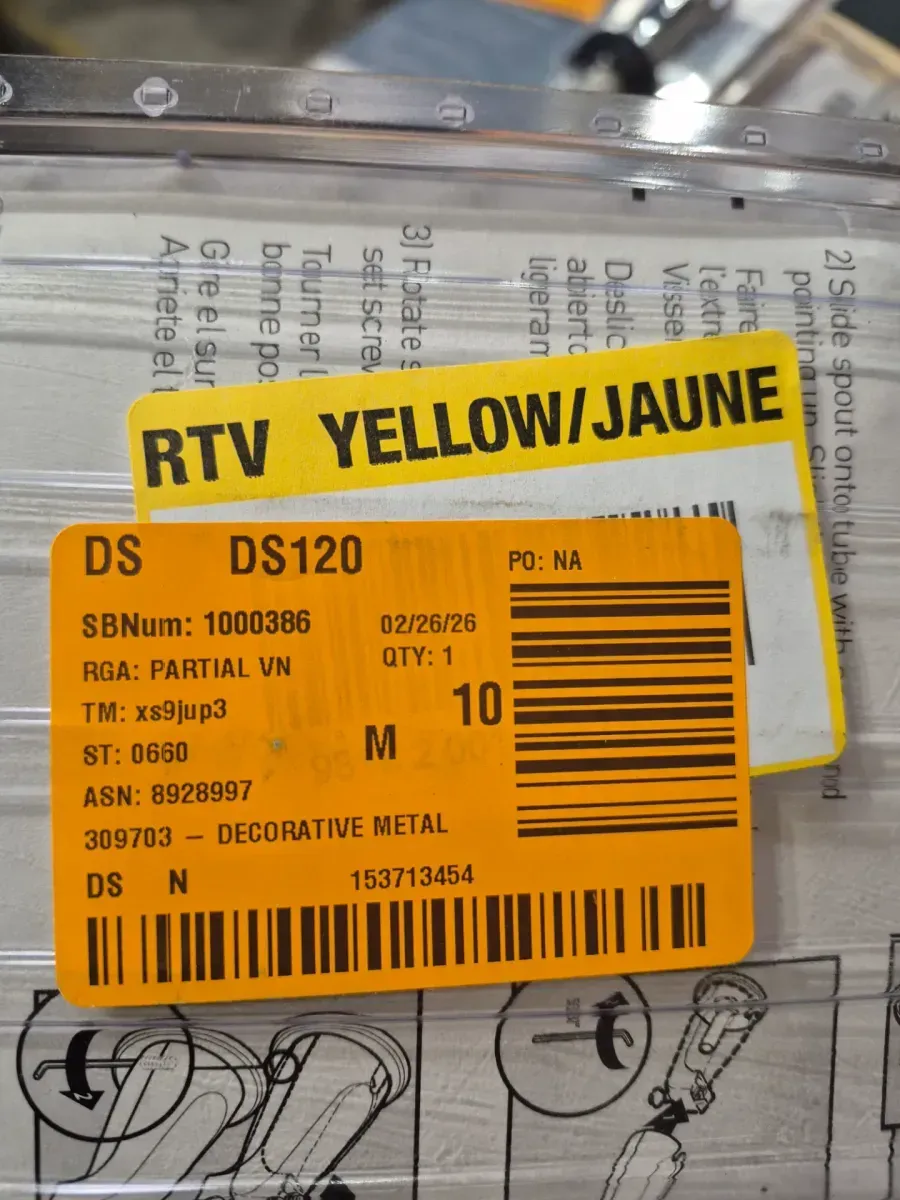 2) Slide spout onto tube with
pointing up.
Faire
l'extr
Visser
Deslic
abierto
ligeram
3) Rotate s
set screw
Tourner l
bonne po
Gire el sur
Apriete el t
RTV YELLOW/JAUNE
DS DS120
PO: NA
SBNum: 1000386 02/26/26
RGA: PARTIAL VN QTY: 1
TM: xs9jup3 10
ST: 0660 M
ASN: 8928997
309703 – DECORATIVE METAL
DS N 153713454